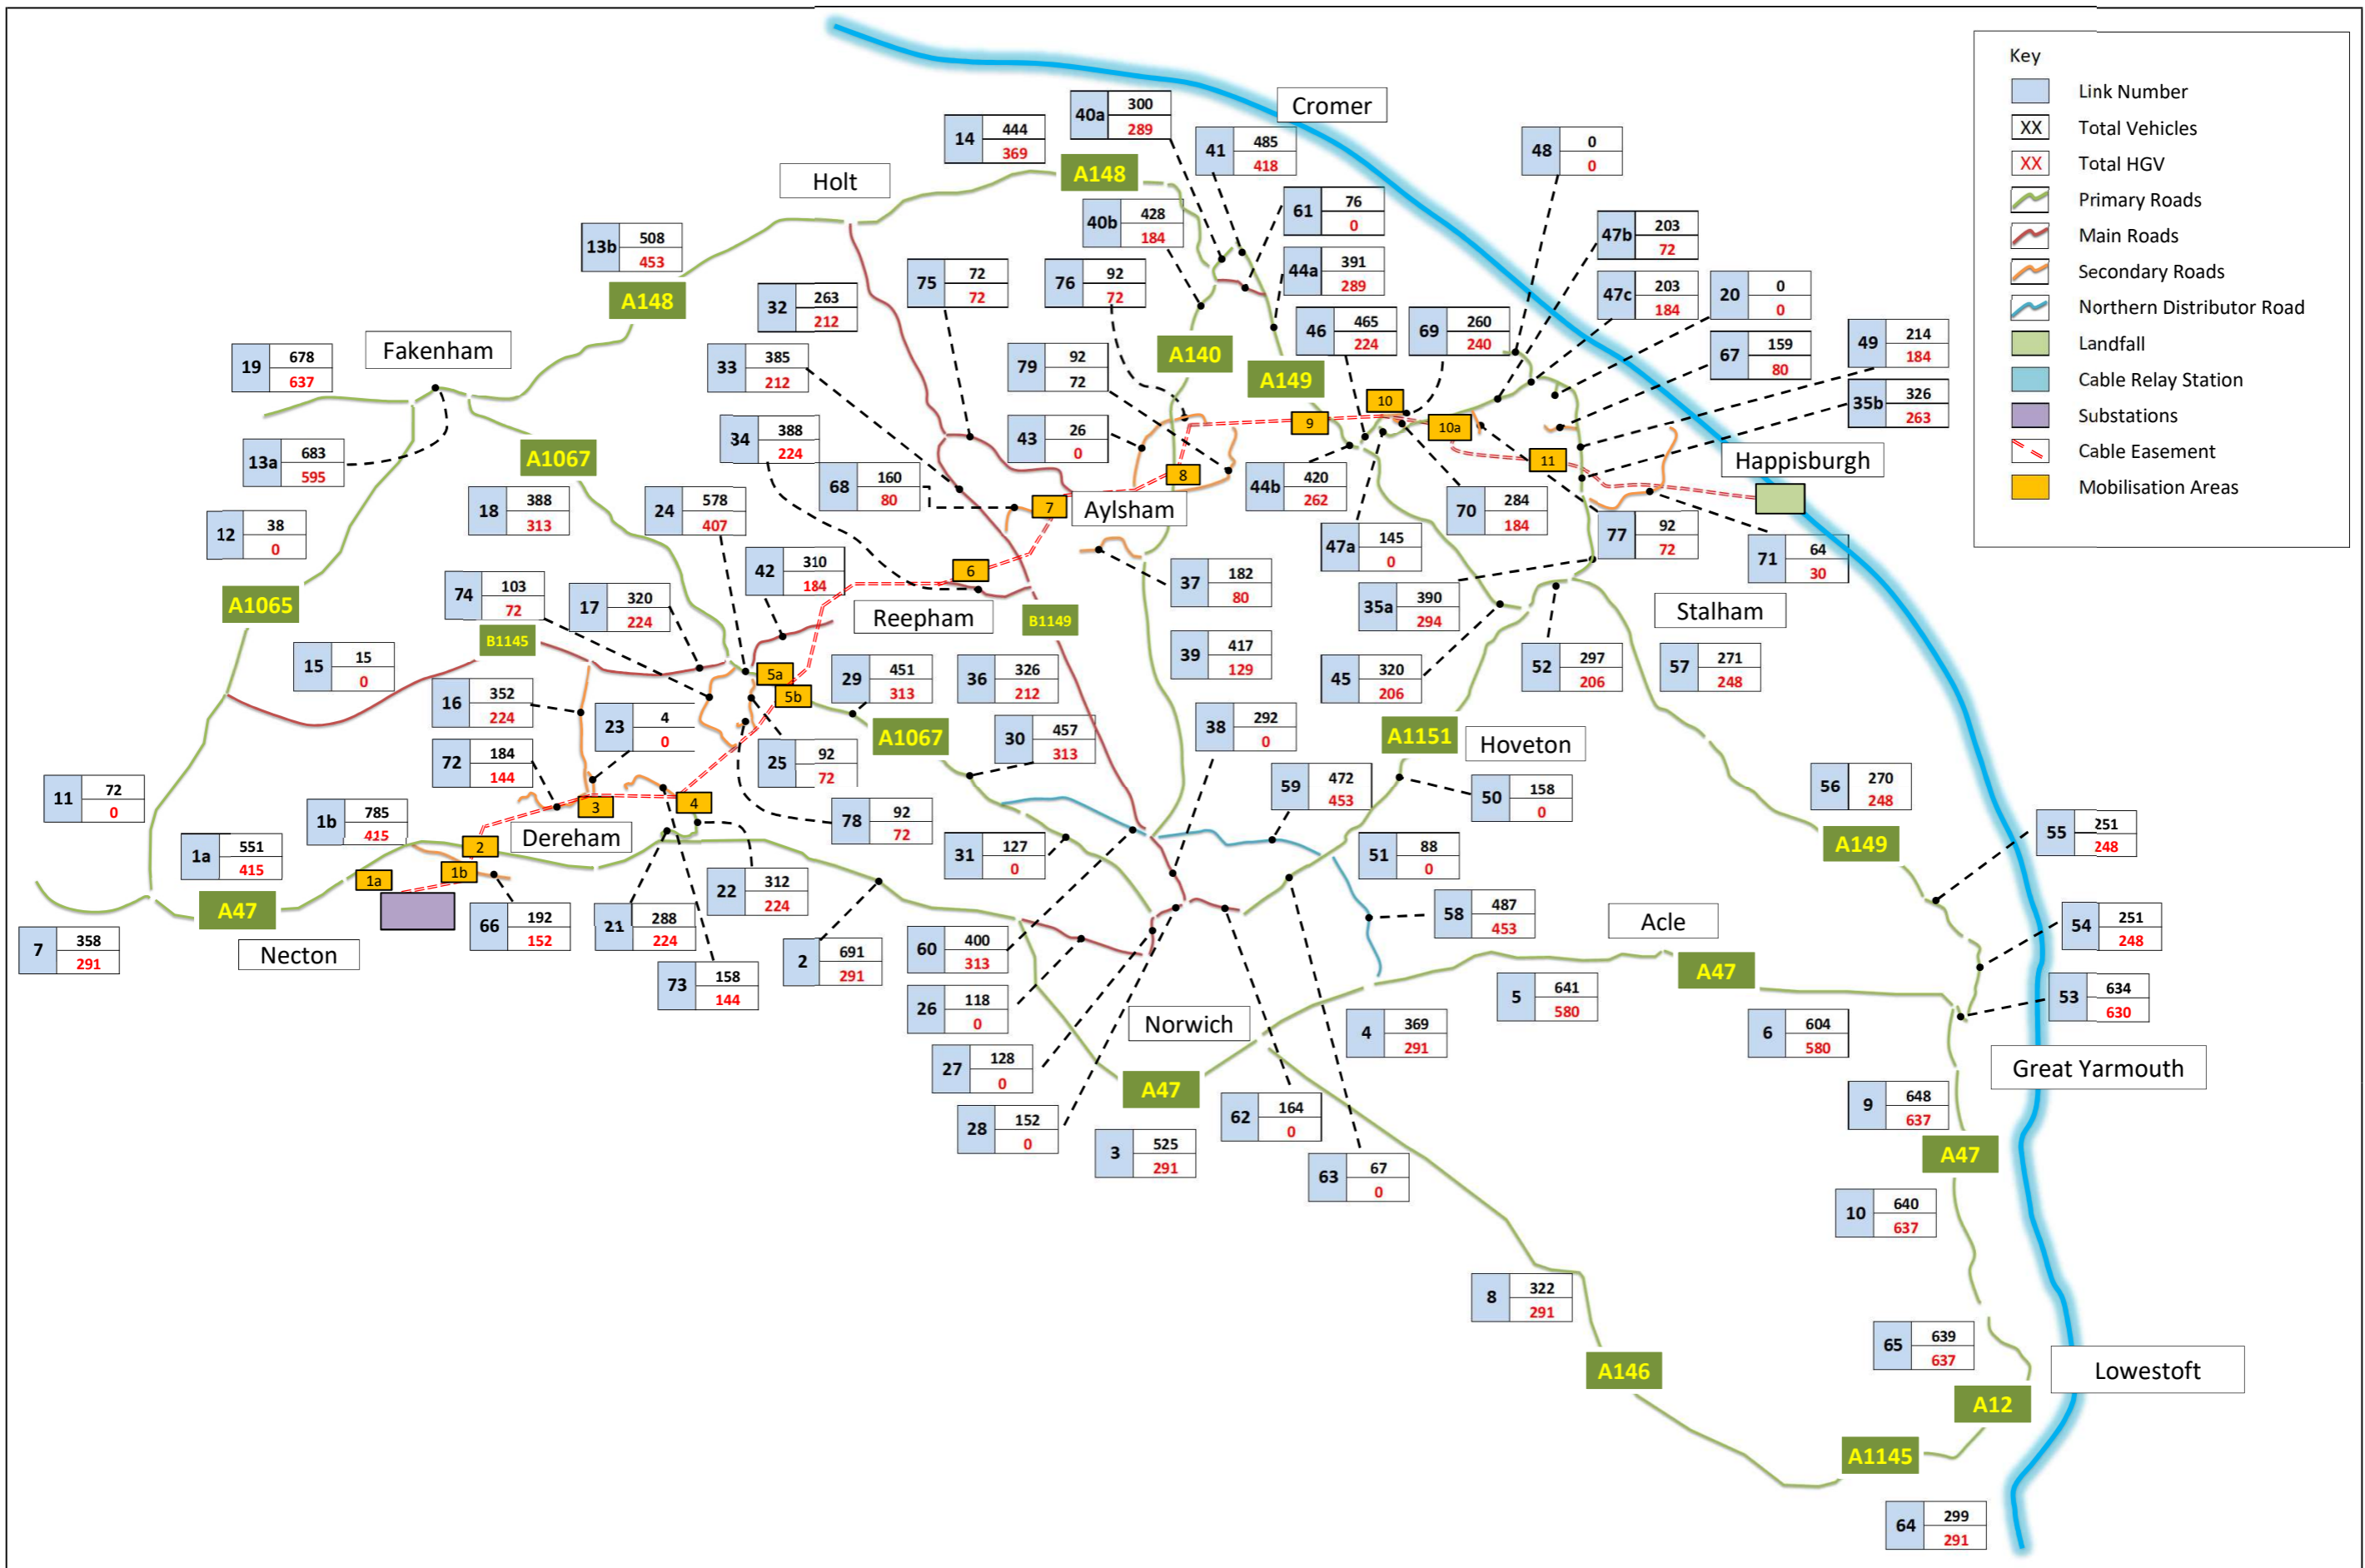 Key
Link Number
XX Total Vehicles
XX Total HGV
Primary Roads
Main Roads
Secondary Roads
Northern Distributor Road
Landfall
Cable Relay Station
Substations
Cable Easement
Mobilisation Areas
Cromer
40a 300 289
14 444 369
41 485 418
48 0 0
A148
Holt
61 76 0
40b 428 184
47b 203 72
13b 508 453
44a 391 289
75 72 72
76 92 72
47c 203 184
20 0 0
A148
32 263 212
46 465 224
69 260 240
67 159 80
49 214 184
Fakenham
19 678 637
33 385 212
79 92 72
A140
A149
35b 326 263
10
9
10a
43 26 0
34 388 224
13a 683 595
A1067
11
Happisburgh
8
68 160 80
44b 420 262
18 388 313
24 578 407
7
Aylsham
70 284 184
12 38 0
77 92 72
47a 145 0
71 64 30
42 310 184
6
37 182 80
74 103 72
17 320 224
A1065
35a 390 294
Reepham
B1149
Stalham
B1145
39 417 129
15 15 0
5a
5b
29 451 313
36 326 212
45 320 206
52 297 206
57 271 248
16 352 224
23 4 0
38 292 0
A1067
30 457 313
A1151
Hoveton
72 184 144
25 92 72
59 472 453
50 158 0
56 270 248
11 72 0
3
4
1b 785 415
78 92 72
Dereham
55 251 248
A149
1a 551 415
2
31 127 0
51 88 0
1b
1a
22 312 224
A47
66 192 152
21 288 224
58 487 453
Acle
54 251 248
7 358 291
Necton
2 691 291
60 400 313
A47
73 158 144
5 641 580
53 634 630
26 118 0
Norwich
4 369 291
6 604 580
27 128 0
Great Yarmouth
A47
9 648 637
28 152 0
62 164 0
3 525 291
A47
63 67 0
10 640 637
8 322 291
65 639 637
A146
Lowestoft
A12
A1145
64 299 291